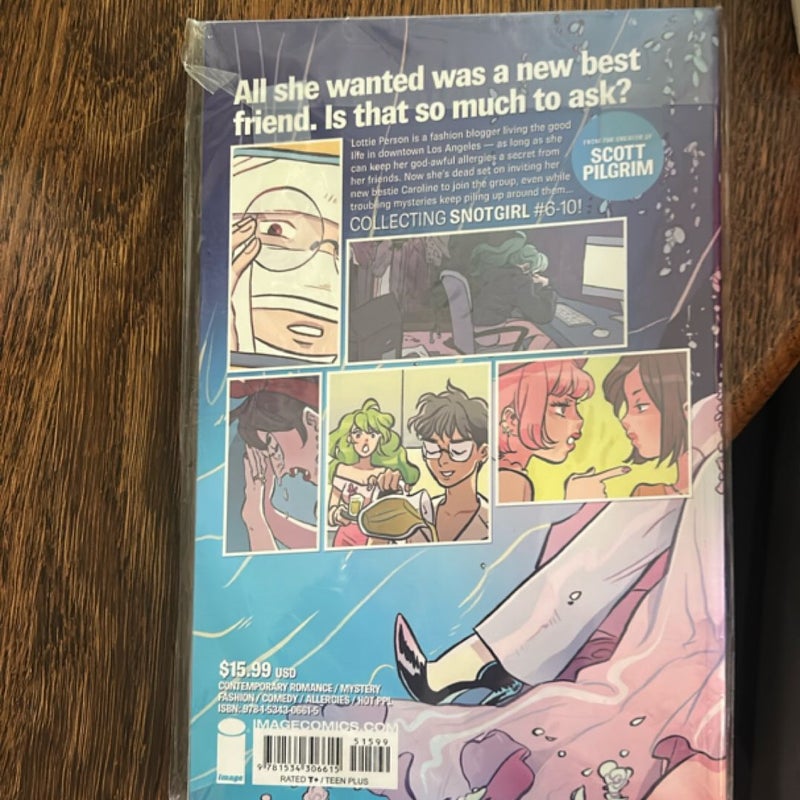 All she wanted was a new best
friend. Is that so much to ask?
Lottie Person is a fashion blogger living the good
life in downtown Los Angeles — as long as she
can keep her god-awful allergies a secret from
her friends. Now she's dead set on inviting her
new bestie Caroline to join the group, even while
troubling mysteries keep piling up around them...
COLLECTING SNOTGIRL #6-10!
FROM THE CREATOR OF
SCOTT
PILGRIM
$15.99 USD
CONTEMPORARY ROMANCE / MYSTERY
FASHION / COMEDY / ALLERGIES / HOT PPL
ISBN: 978-1-5343-0661-5
IMAGECOMICS.COM
51599
9 781534 306615
RATED T+ / TEEN PLUS
image